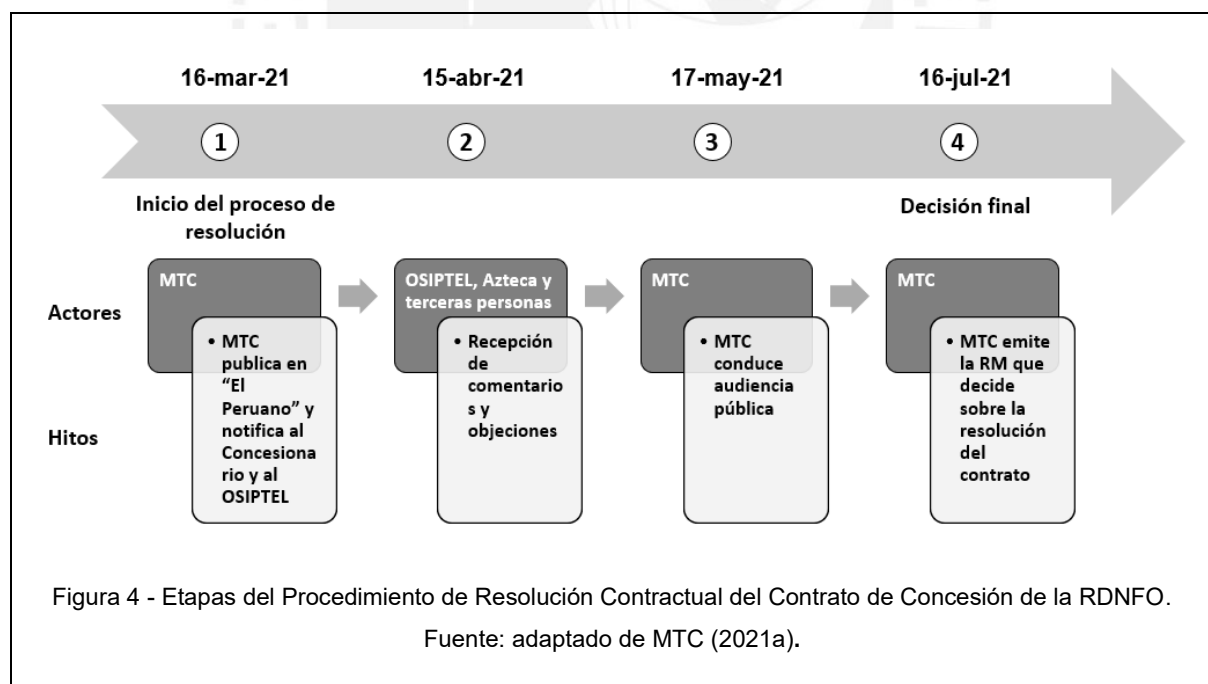 16-mar-21
15-abr-21
17-may-21
16-jul-21
1
2
3
4
Inicio del proceso de
resolución
Decisión final
Actores
MTC
OSIPTEL, Azteca y
terceras personas
MTC
MTC
Hitos
• MTC
publica en
“El
Peruano” y
notifica al
Concesiona
rio y al
OSIPTEL
• Recepción
de
comentario
s y
objeciones
• MTC
conduce
audiencia
pública
• MTC emite
la RM que
decide
sobre la
resolución
del
contrato
Figura 4 - Etapas del Procedimiento de Resolución Contractual del Contrato de Concesión de la RDNFO.
Fuente: adaptado de MTC (2021a).